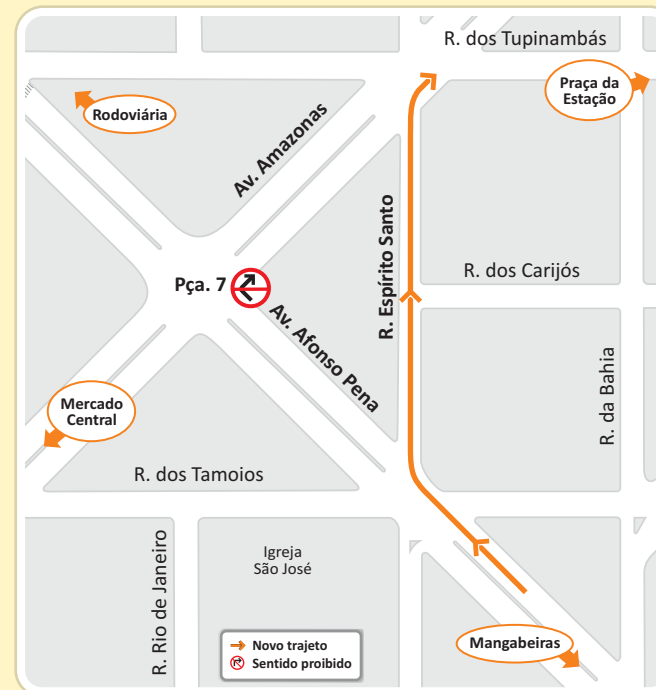 R. dos Tupinambás
Praça da
Estação
Rodoviária
Av. Amazonas
R. Espírito Santo
R. dos Carijós
Pça. 7
Av. Afonso Pena
R. da Bahia
Mercado
Central
R. dos Tamoios
R. Rio de Janeiro
Igreja
São José
Novo trajeto
Sentido proibido
Mangabeiras